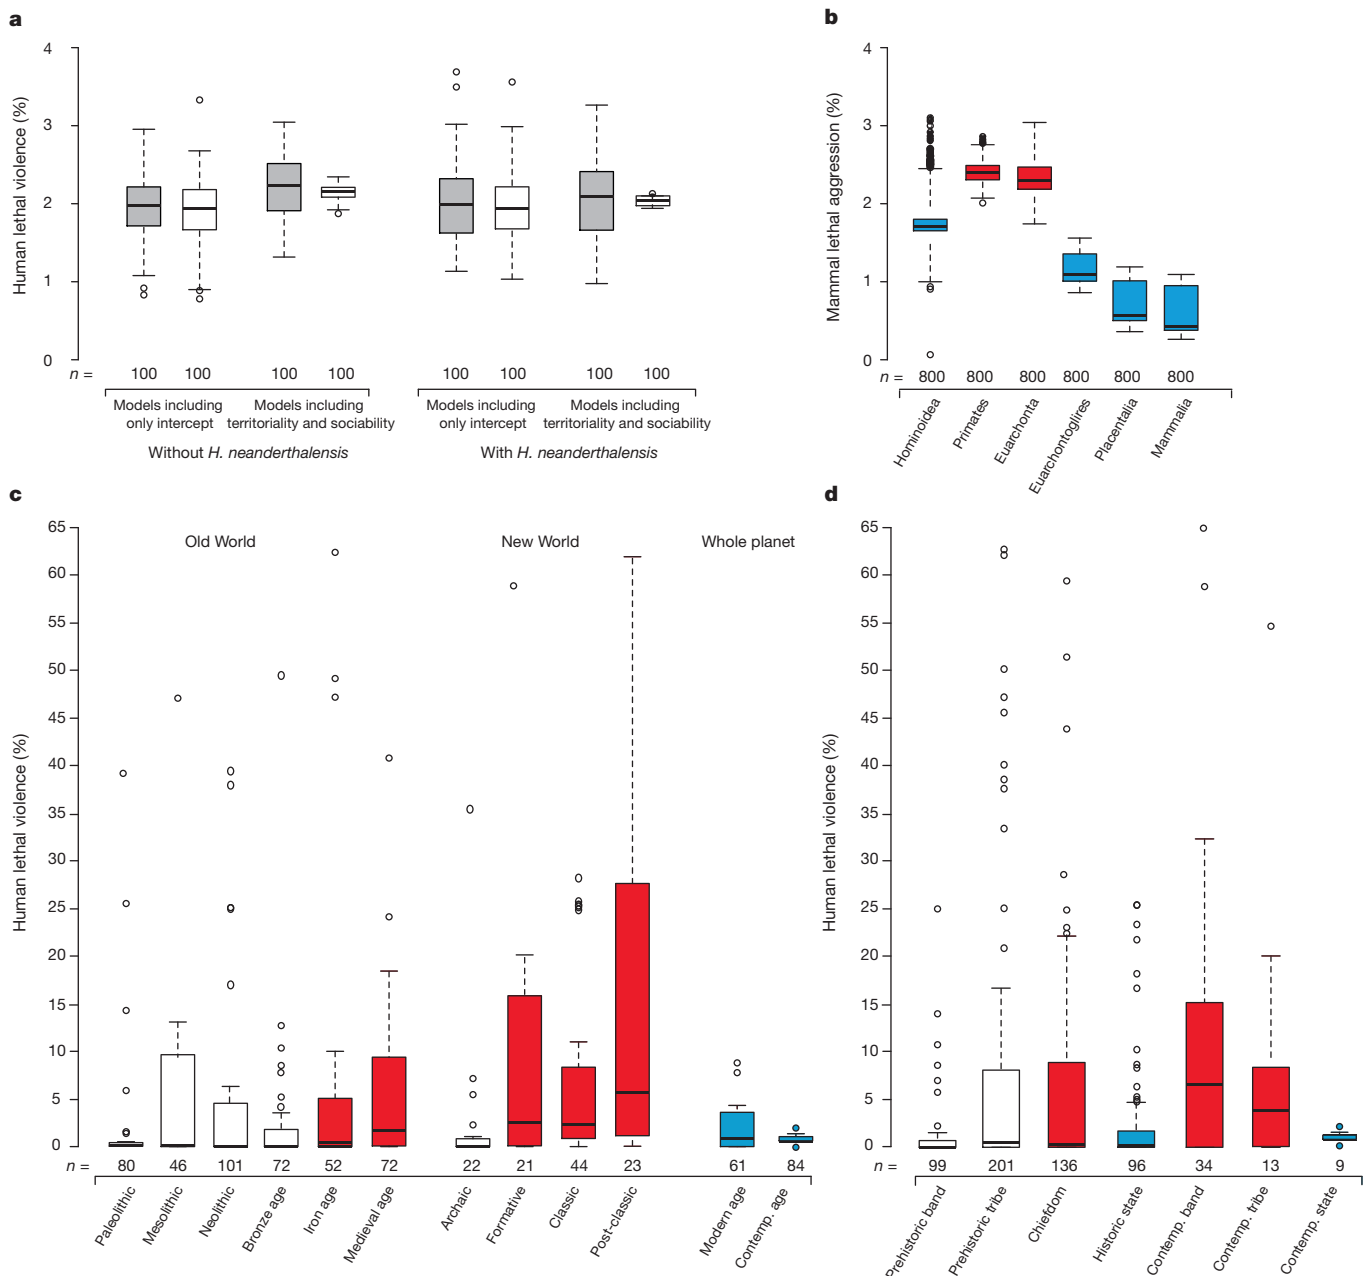 a
Human lethal violence (%)
4
3
2
1
0
n = 100 100 100 100 100 100 100 100
Models including
only intercept
Models including
territoriality and sociability
Models including
only intercept
Models including
territoriality and sociability
Without H. neanderthalensis
With H. neanderthalensis
b
Mammal lethal aggression (%)
4
3
2
1
0
n = 800 800 800 800 800 800
Hominoidea
Primates
Euarchonta
Euarchontoglires
Placentalia
Mammalia
c
Human lethal violence (%)
65
60
55
50
45
40
35
30
25
20
15
10
5
0
Old World
New World
Whole planet
n = 80 46 101 72 52 72 22 21 44 23 61 84
Paleolithic
Mesolithic
Neolithic
Bronze age
Iron age
Medieval age
Archaic
Formative
Classic
Post-classic
Modern age
Contemp. age
d
Human lethal violence (%)
65
60
55
50
45
40
35
30
25
20
15
10
5
0
n = 99 201 136 96 34 13 9
Prehistoric band
Prehistoric tribe
Chiefdom
Historic state
Contemp. band
Contemp. tribe
Contemp. state